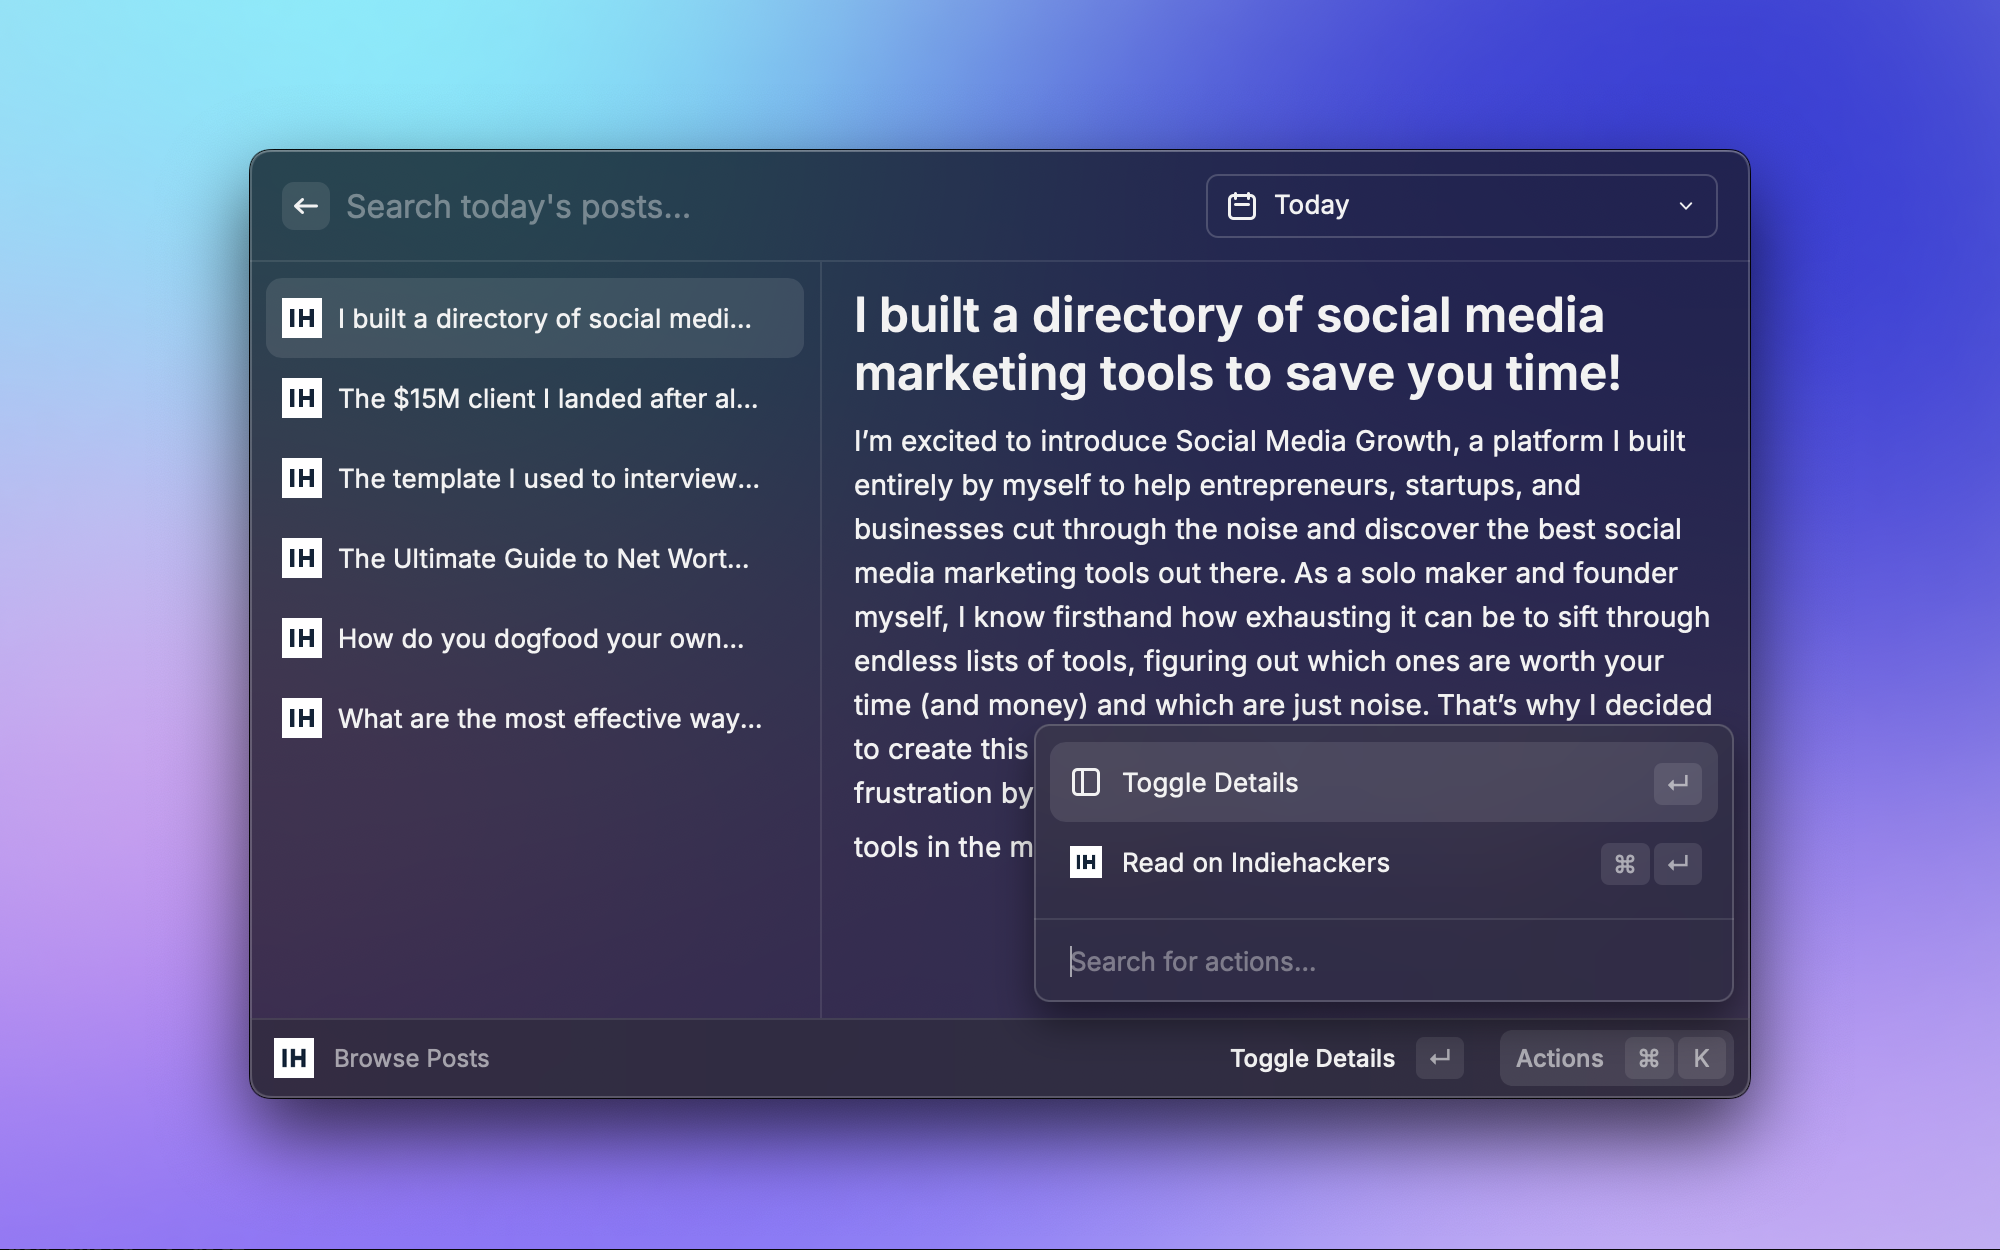 Search today's posts...
Today
IH I built a directory of social medi...
IH The $15M client I landed after al...
IH The template I used to interview...
IH The Ultimate Guide to Net Wort...
IH How do you dogfood your own...
IH What are the most effective way...
I built a directory of social media
marketing tools to save you time!
I’m excited to introduce Social Media Growth, a platform I built
entirely by myself to help entrepreneurs, startups, and
businesses cut through the noise and discover the best social
media marketing tools out there. As a solo maker and founder
myself, I know firsthand how exhausting it can be to sift through
endless lists of tools, figuring out which ones are worth your
time (and money) and which are just noise. That’s why I decided
to create this
frustration by
tools in the m
Toggle Details ↵
IH Read on Indiehackers ⌘ ↵
Search for actions...
IH Browse Posts
Toggle Details ↵ Actions ⌘ K